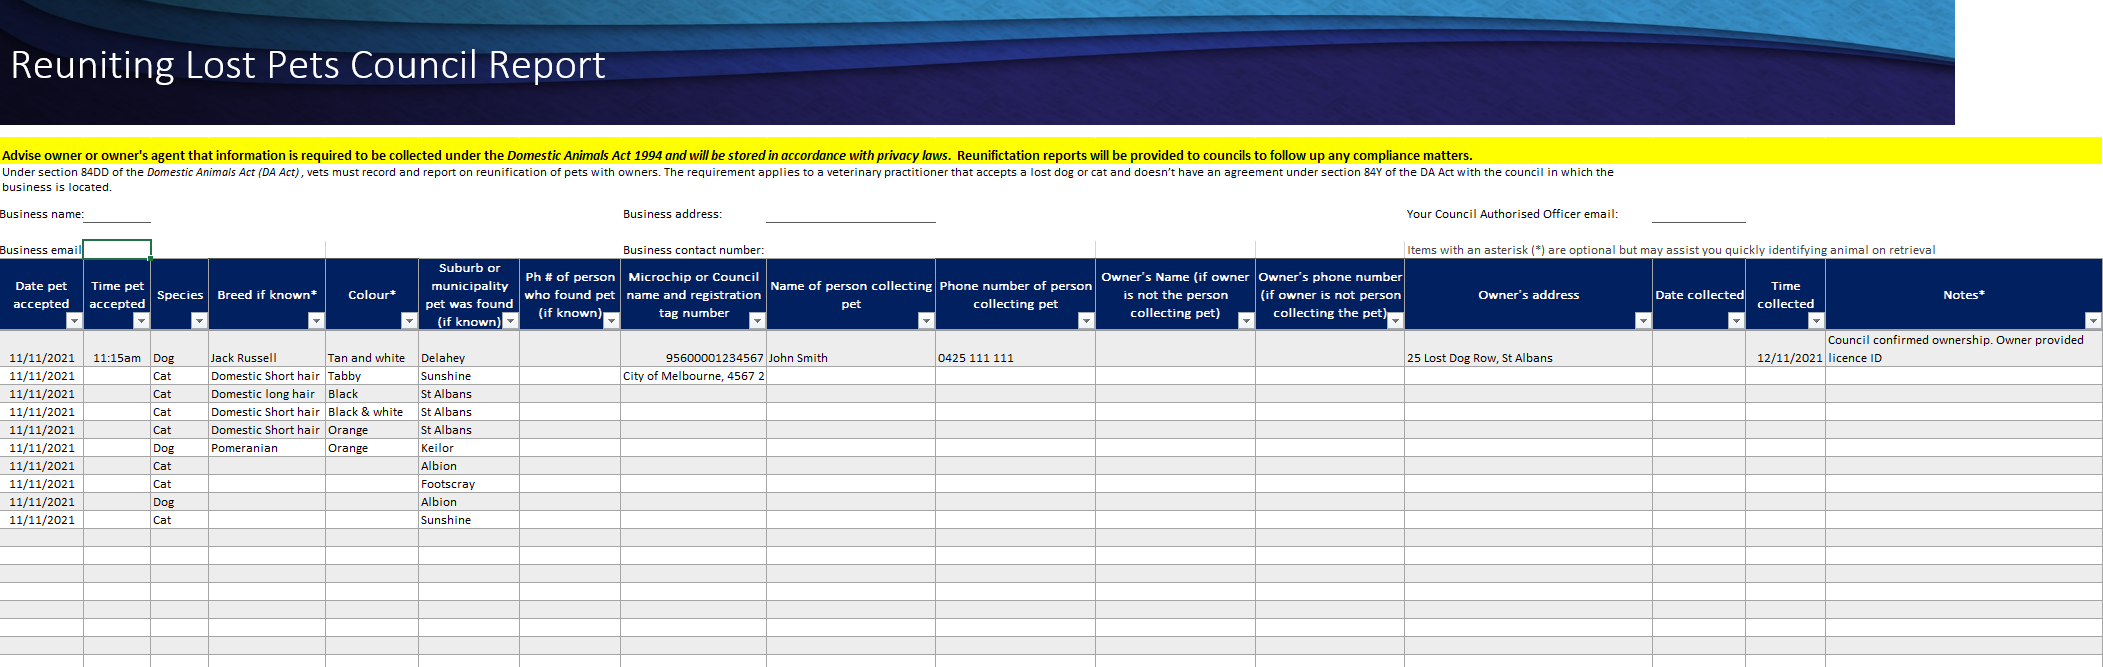 Reuniting Lost Pets Council Report
Advise owner or owner's agent that information is required to be collected under the Domestic Animals Act 1994 and will be stored in accordance with privacy laws. Reunifictation reports will be provided to councils to follow up any compliance matters.
Under section 84DD of the Domestic Animals Act (DA Act), vets must record and report on reunification of pets with owners. The requirement applies to a veterinary practitioner that accepts a lost dog or cat and doesn't have an agreement under section 84Y of the DA Act with the council in which the
business is located.
Business name: Business address: Your Council Authorised Officer email:
Business email Business contact number: Items with an asterisk (*) are optional but may assist you quickly identifying animal on retrieval
Date pet accepted Time pet accepted Species Breed if known* Colour* Suburb or municipality pet was found (if known) Ph # of person who found pet (if known) Microchip or Council name and registration tag number Name of person collecting pet Phone number of person collecting pet Owner's Name (if owner is not the person collecting pet) Owner's phone number (if owner is not person collecting the pet) Owner's address Date collected Time collected Notes*
11/11/2021 11:15am Dog Jack Russell Tan and white Delahey 95600001234567 John Smith 0425 111 111 25 Lost Dog Row, St Albans 12/11/2021 Council confirmed ownership. Owner provided licence ID
11/11/2021 Cat Domestic Short hair Tabby Sunshine City of Melbourne, 4567 2
11/11/2021 Cat Domestic long hair Black St Albans
11/11/2021 Cat Domestic Short hair Black & white St Albans
11/11/2021 Cat Domestic Short hair Orange St Albans
11/11/2021 Dog Pomeranian Orange Keilor
11/11/2021 Cat Albion
11/11/2021 Cat Footscray
11/11/2021 Dog Albion
11/11/2021 Cat Sunshine